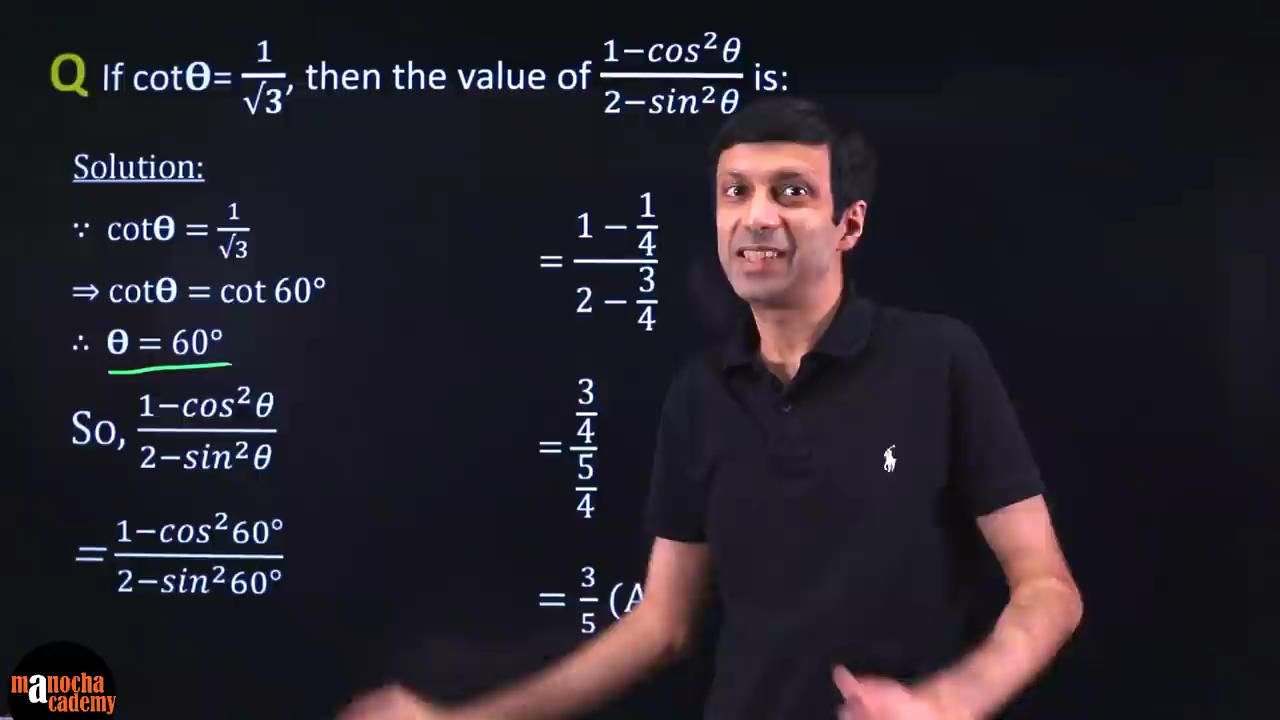 Q If cotθ= 1/√3, then the value of (1−cos²θ)/(2−sin²θ) is:
Solution:
∵ cotθ = 1/√3
⇒ cotθ = cot 60°
∴ θ = 60°
So, (1−cos²θ)/(2−sin²θ)
= (1−cos²60°)/(2−sin²60°)
= (1 − 1/4)/(2 − 3/4)
= (3/4)/(5/4)
= 3/5 (A
manocha
academy